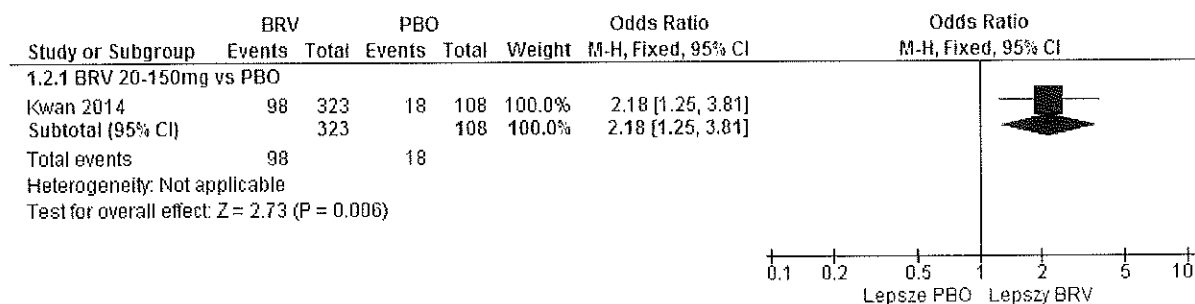 BRV PBO Odds Ratio Odds Ratio
Study or Subgroup Events Total Events Total Weight M-H, Fixed, 95% CI M-H, Fixed, 95% CI
1.2.1 BRV 20-150mg vs PBO
Kwan 2014 98 323 18 108 100.0% 2.18 [1.25, 3.81]
Subtotal (95% CI) 323 108 100.0% 2.18 [1.25, 3.81]
Total events 98 18
Heterogeneity: Not applicable
Test for overall effect: Z = 2.73 (P = 0.006)
0.1 0.2 0.5 1 2 5 10
Lepsze PBO Lepszy BRV